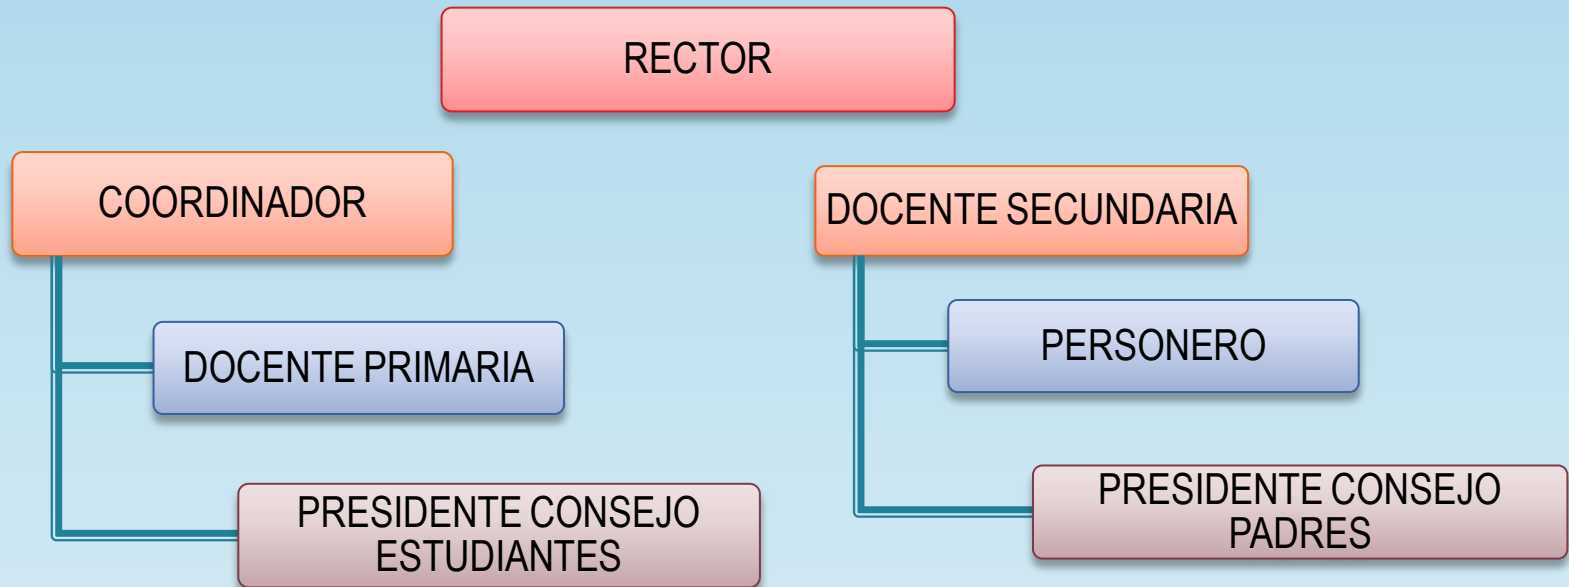 RECTOR
COORDINADOR
DOCENTE PRIMARIA
PRESIDENTE CONSEJO
ESTUDIANTES
DOCENTE SECUNDARIA
PERSONERO
PRESIDENTE CONSEJO
PADRES